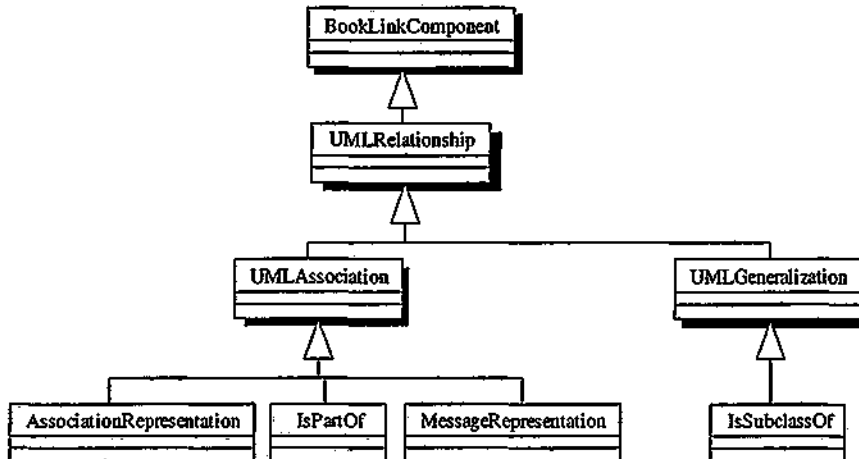 BookLinkComponent
UMLRelationship
UMLAssociation
UMLGeneralization
AssociationRepresentation
IsPartOf
MessageRepresentation
IsSubclassOf